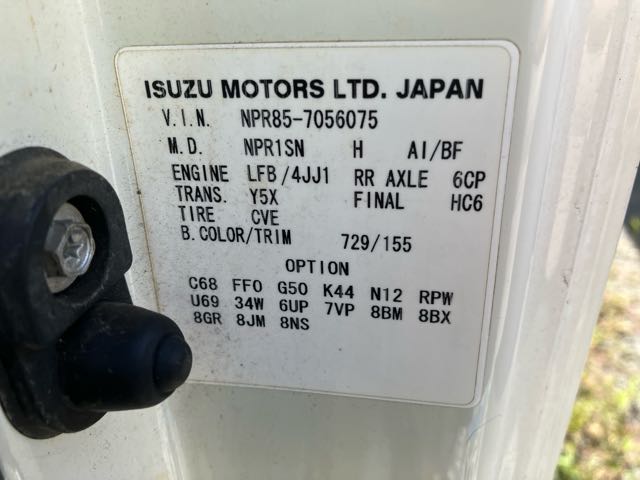 ISUZU MOTORS LTD. JAPAN
V.I.N. NPR85-7056075
M.D. NPR1SN H AI/BF
ENGINE LFB/4JJ1 RR AXLE 6CP
TRANS. Y5X FINAL HC6
TIRE CVE
B.COLOR/TRIM 729/155
OPTION
C68 FF0 G50 K44 N12 RPW
U69 34W 6UP 7VP 8BM 8BX
8GR 8JM 8NS